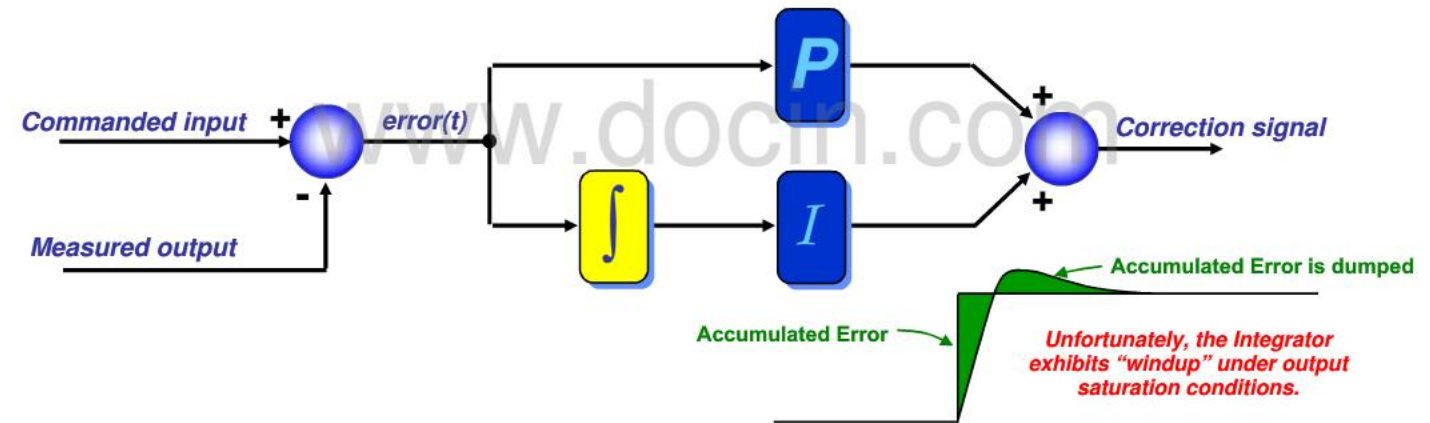 P
Commanded input
+
error(t)
+
Correction signal
www.docin.com
-
∫
I
+
Measured output
Accumulated Error is dumped
Accumulated Error
Unfortunately, the Integrator
exhibits “windup” under output
saturation conditions.